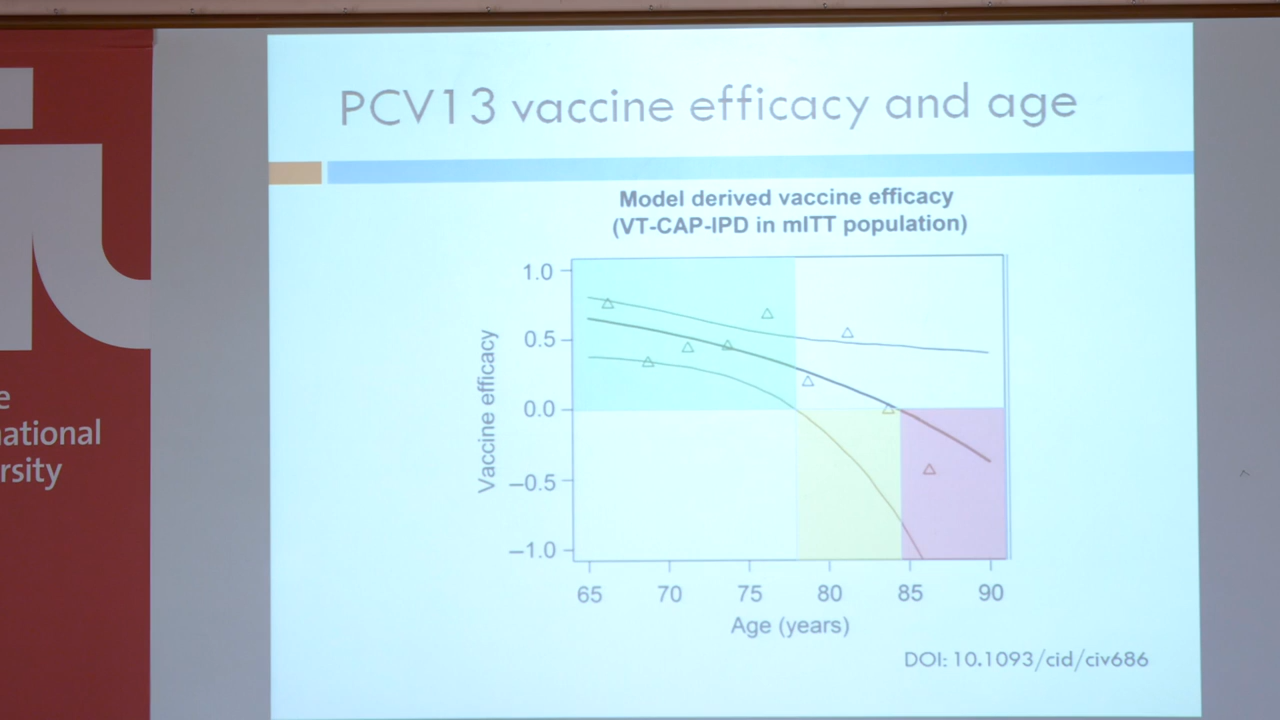 PCV13 vaccine efficacy and age
Model derived vaccine efficacy
(VT-CAP-IPD in mITT population)
1.0
0.5
0.0
−0.5
−1.0
Vaccine efficacy
65 70 75 80 85 90
Age (years)
DOI: 10.1093/cid/civ686